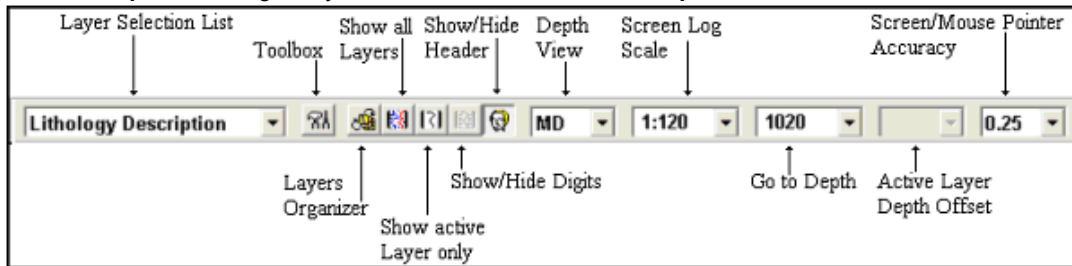 Layer Selection List
Toolbox
Show all
Layers
Show/Hide
Header
Depth
View
Screen Log
Scale
Screen/Mouse Pointer
Accuracy
Lithology Description
MD
1:120
1020
0.25
Layers
Organizer
Show active
Layer only
Show/Hide Digits
Go to Depth
Active Layer
Depth Offset